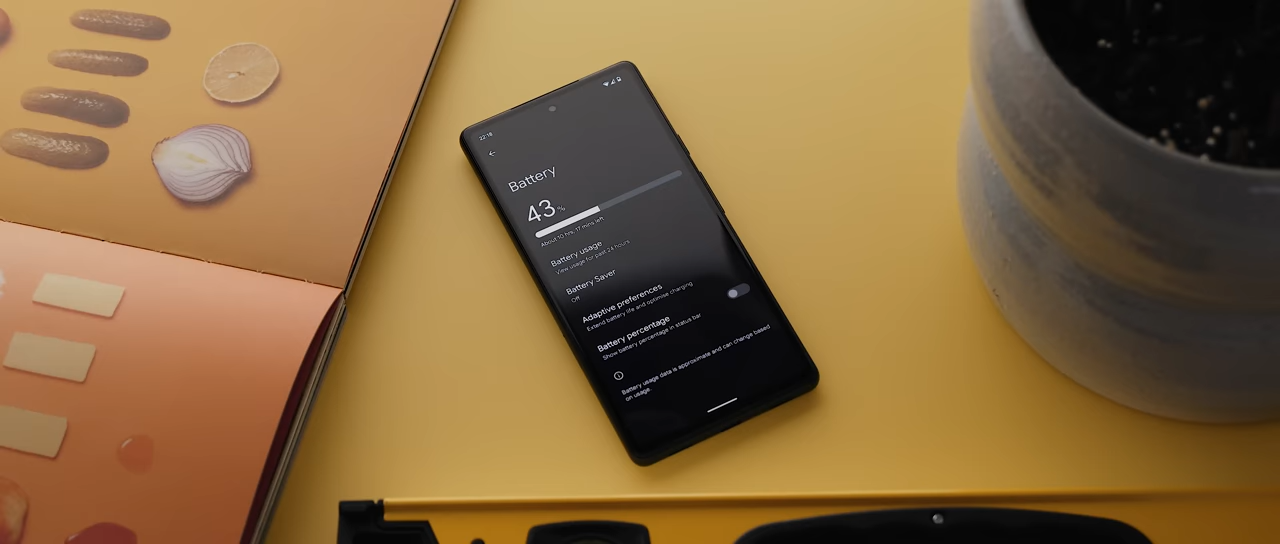 22:18
Battery
43%
About 10 hrs, 17 mins left
Battery usage
View usage for past 24 hours
Battery Saver
Off
Adaptive preferences
Extend battery life and optimise charging
Battery percentage
Show battery percentage in status bar
Battery usage data is approximate and can change based
on usage.